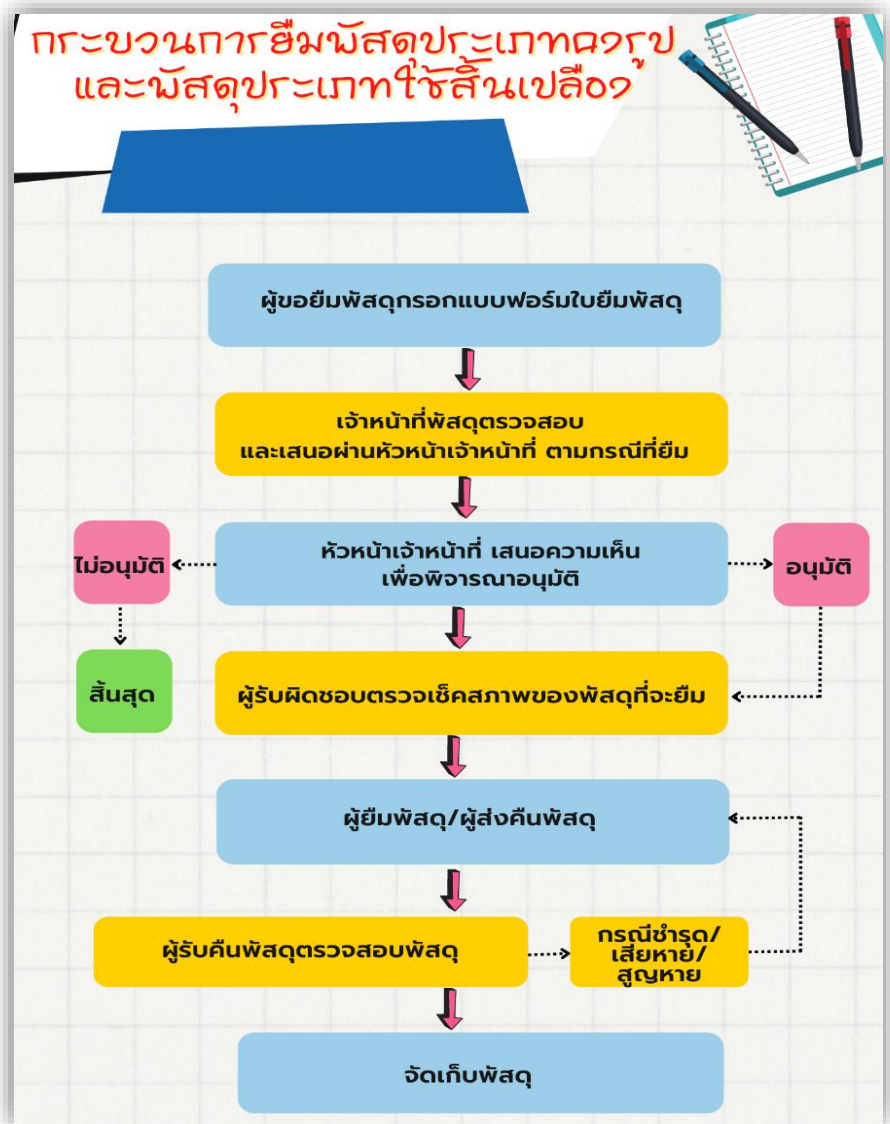 กระบวนการยืมพัสดุประเภทคงรูป
และพัสดุประเภทใช้สิ้นเปลือง
ผู้ขอยืมพัสดุกรอกแบบฟอร์มใบยืมพัสดุ
เจ้าหน้าที่พัสดุตรวจสอบ
และเสนอผ่านหัวหน้าเจ้าหน้าที่ ตามกรณีที่ยืม
ไม่อนุมัติ
หัวหน้าเจ้าหน้าที่ เสนอความเห็น
เพื่อพิจารณาอนุมัติ
อนุมัติ
สิ้นสุด
ผู้รับผิดชอบตรวจเช็คสภาพของพัสดุที่จะยืม
ผู้ยืมพัสดุ/ผู้ส่งคืนพัสดุ
ผู้รับคืนพัสดุตรวจสอบพัสดุ
กรณีชำรุด/
เสียหาย/
สูญหาย
จัดเก็บพัสดุ